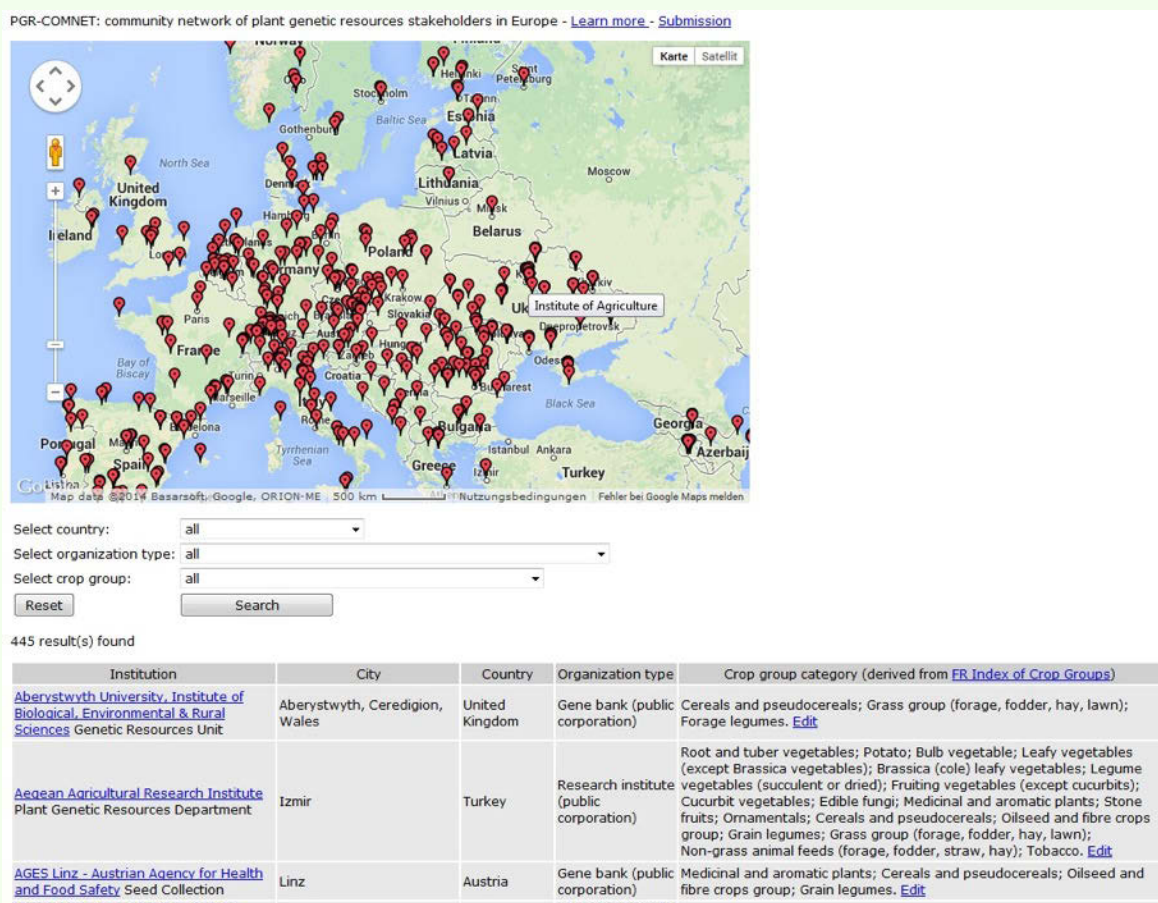 PGR-COMNET: community network of plant genetic resources stakeholders in Europe - Learn more - Submission
Karte Satellit
Norway
Stockholm
Helsinki
Saint Petersburg
Tallinn
Estonia
Gothenburg
Baltic Sea
Latvia
Moscow
North Sea
United Kingdom
Denmark
Lithuania
Vilnius
Minsk
Ireland
Belarus
Poland
Germany
Krakow
Slovakia
Institute of Agriculture
Paris
Dnepropetrovsk
France
Zagreb
Bay of Biscay
Turin
Croatia
Marseille
Bucharest
Black Sea
Italy
Rome
Bulgaria
Georgia
Barcelona
Portugal
Spain
Tyrrhenian Sea
Istanbul Ankara
Azerbaij
Greece
Izmir
Turkey
Map data ©2014 Basarsoft, Google, ORION-ME 500 km Nutzungsbedingungen Fehler bei Google Maps melden
Select country: all
Select organization type: all
Select crop group: all
Reset Search
445 result(s) found
Institution City Country Organization type Crop group category (derived from FR Index of Crop Groups)
Aberystwyth University, Institute of
Biological, Environmental & Rural
Sciences Genetic Resources Unit
Aberystwyth, Ceredigion,
Wales
United
Kingdom
Gene bank (public
corporation)
Cereals and pseudocereals; Grass group (forage, fodder, hay, lawn);
Forage legumes. Edit
Aegean Agricultural Research Institute
Plant Genetic Resources Department
Izmir
Turkey
Research institute
(public
corporation)
Root and tuber vegetables; Potato; Bulb vegetable; Leafy vegetables
(except Brassica vegetables); Brassica (cole) leafy vegetables; Legume
vegetables (succulent or dried); Fruiting vegetables (except cucurbits);
Cucurbit vegetables; Edible fungi; Medicinal and aromatic plants; Stone
fruits; Ornamentals; Cereals and pseudocereals; Oilseed and fibre crops
group; Grain legumes; Grass group (forage, fodder, hay, lawn);
Non-grass animal feeds (forage, fodder, straw, hay); Tobacco. Edit
AGES Linz - Austrian Agency for Health
and Food Safety Seed Collection
Linz
Austria
Gene bank (public
corporation)
Medicinal and aromatic plants; Cereals and pseudocereals; Oilseed and
fibre crops group; Grain legumes. Edit